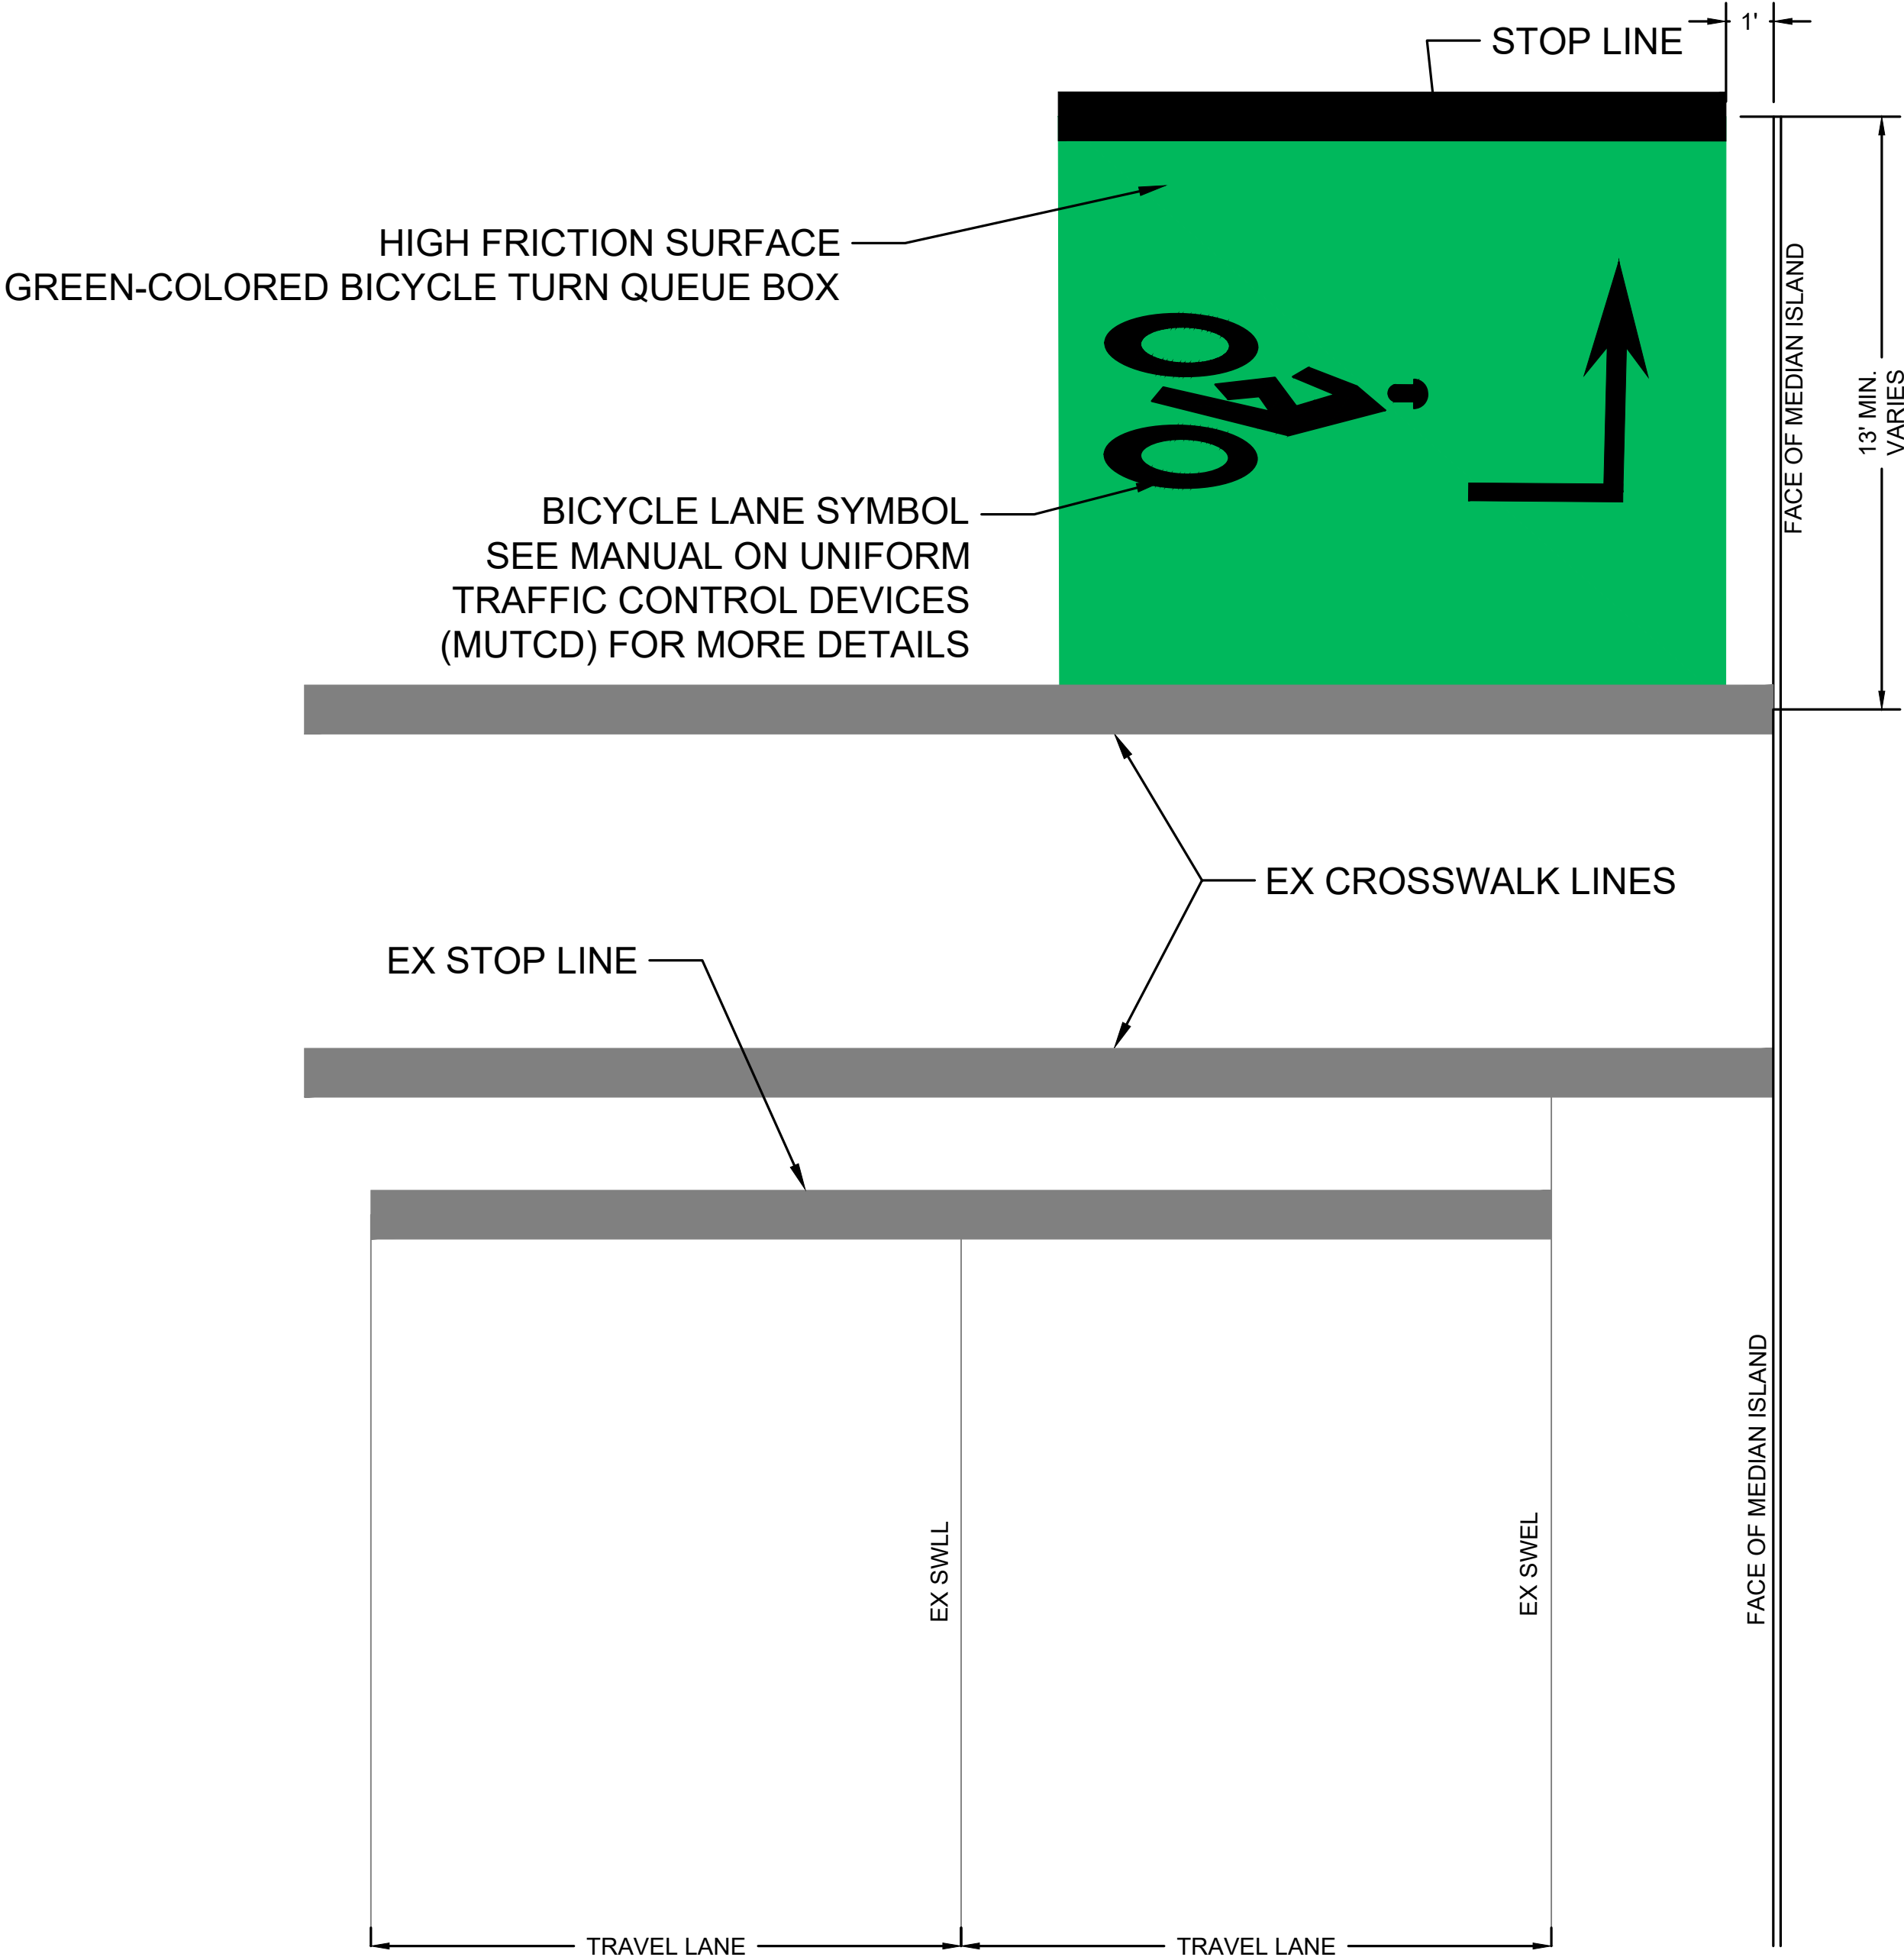 1'
STOP LINE
HIGH FRICTION SURFACE
GREEN-COLORED BICYCLE TURN QUEUE BOX
FACE OF MEDIAN ISLAND
13' MIN.
VARIES
BICYCLE LANE SYMBOL
SEE MANUAL ON UNIFORM
TRAFFIC CONTROL DEVICES
(MUTCD) FOR MORE DETAILS
EX CROSSWALK LINES
EX STOP LINE
EX SWLL
EX SWEL
FACE OF MEDIAN ISLAND
TRAVEL LANE
TRAVEL LANE